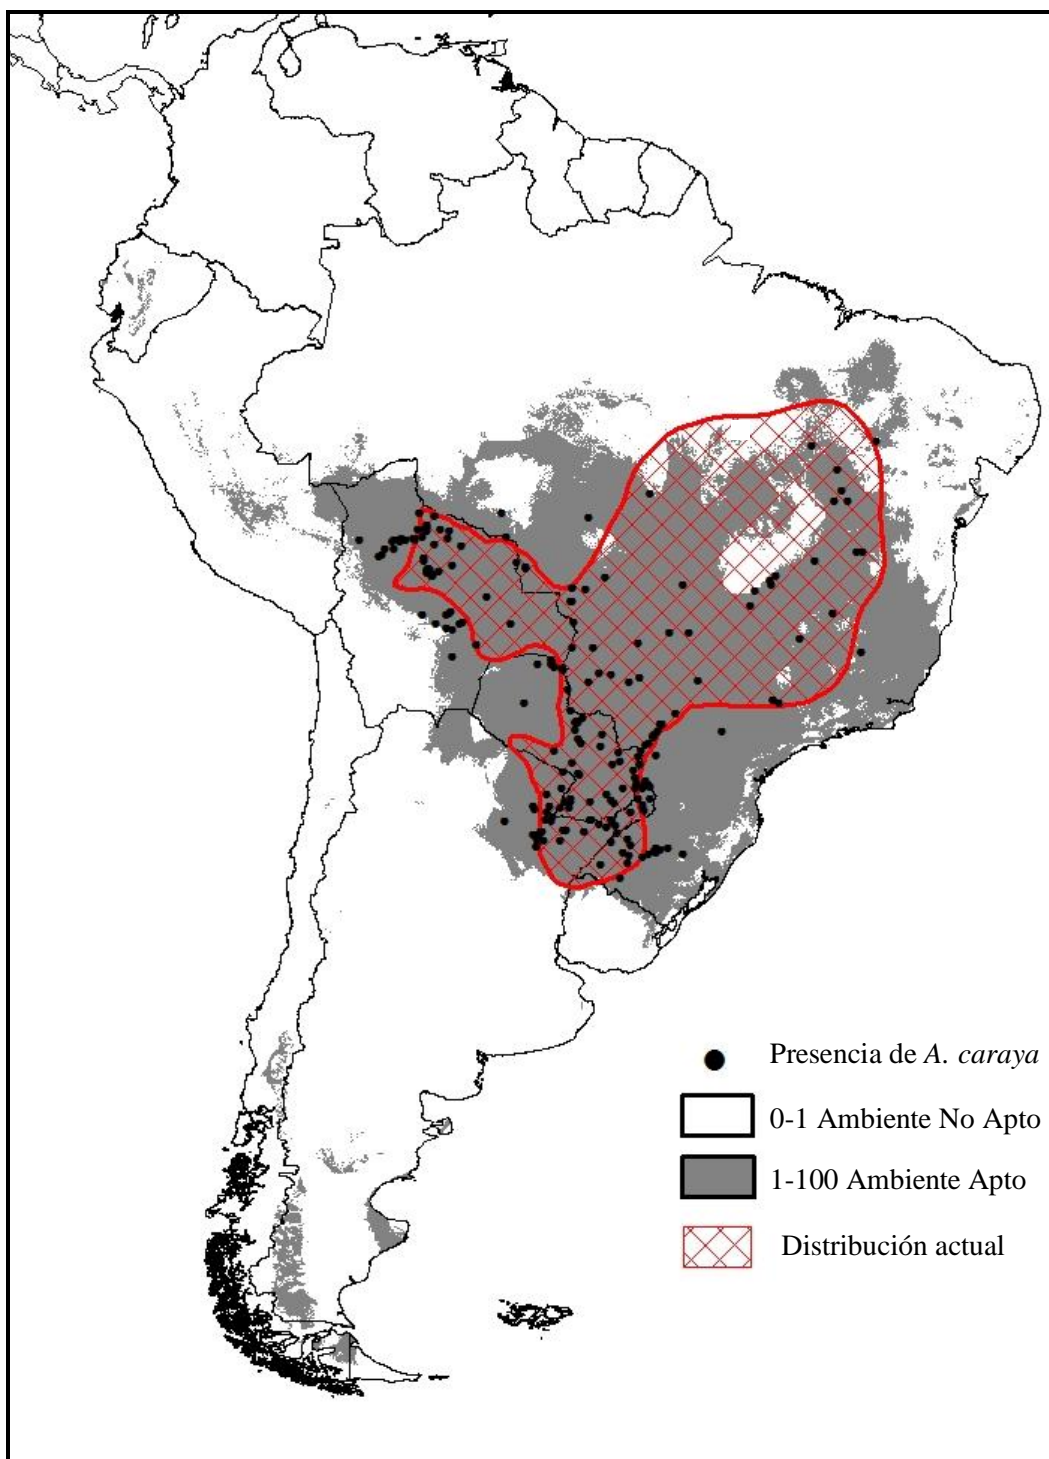 Presencia de A. caraya
0-1 Ambiente No Apto
1-100 Ambiente Apto
Distribución actual